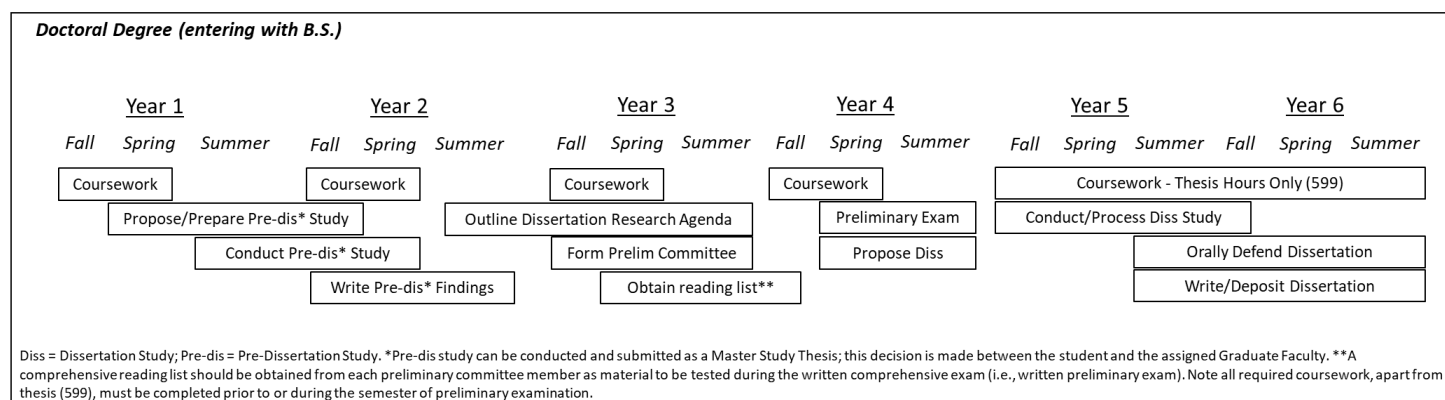 Doctoral Degree (entering with B.S.)
Year 1 Year 2 Year 3 Year 4 Year 5 Year 6
Fall Spring Summer Fall Spring Summer Fall Spring Summer Fall Spring Summer Fall Spring Summer Fall Spring Summer
Coursework Coursework Coursework Coursework Coursework - Thesis Hours Only (599)
Propose/Prepare Pre-dis* Study Outline Dissertation Research Agenda Preliminary Exam Conduct/Process Diss Study
Conduct Pre-dis* Study Form Prelim Committee Propose Diss Orally Defend Dissertation
Write Pre-dis* Findings Obtain reading list** Write/Deposit Dissertation
Diss = Dissertation Study; Pre-dis = Pre-Dissertation Study. *Pre-dis study can be conducted and submitted as a Master Study Thesis; this decision is made between the student and the assigned Graduate Faculty. **A
comprehensive reading list should be obtained from each preliminary committee member as material to be tested during the written comprehensive exam (i.e., written preliminary exam). Note all required coursework, apart from
thesis (599), must be completed prior to or during the semester of preliminary examination.